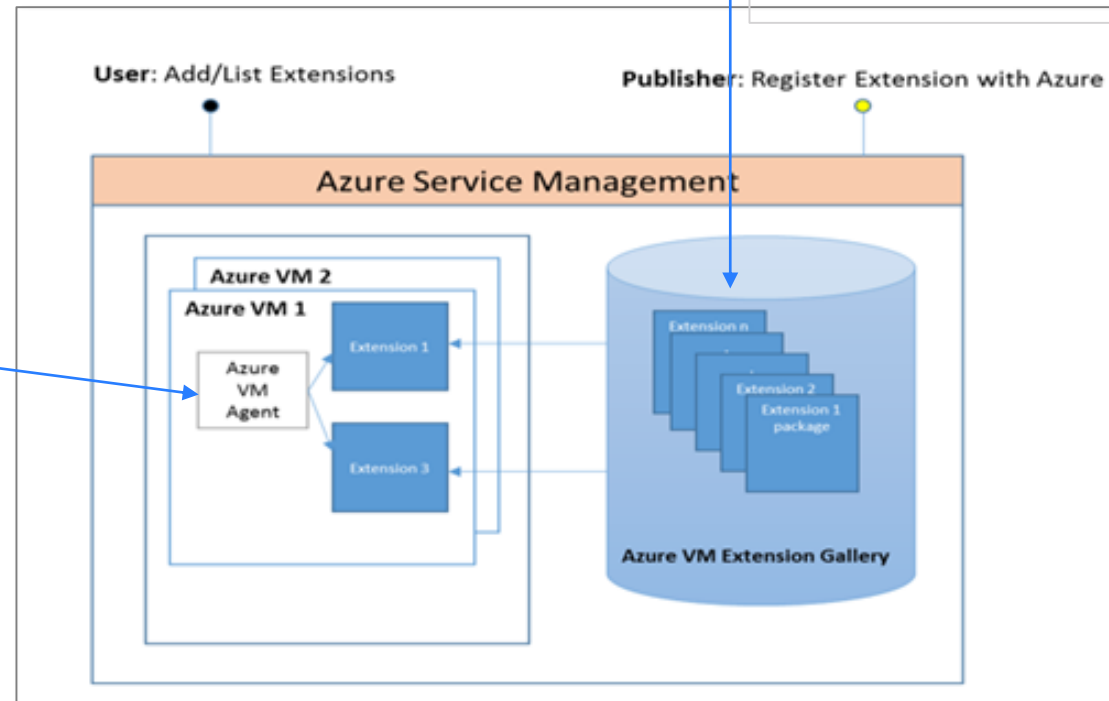 User: Add/List Extensions
Publisher: Register Extension with Azure
Azure Service Management
Azure VM 2
Azure VM 1
Extension 1
Azure
VM
Agent
Extension 3
Extension n
.
.
Extension 2
Extension 1
package
Azure VM Extension Gallery